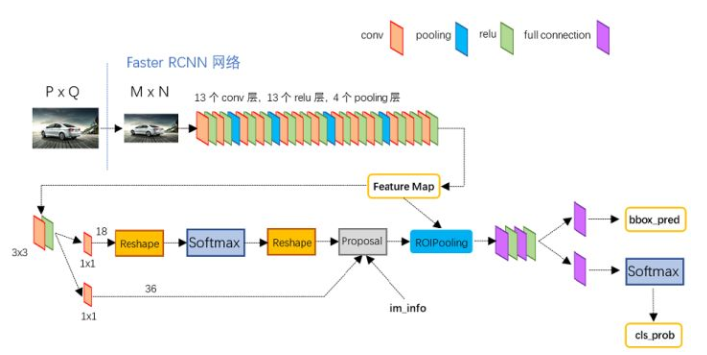 conv pooling relu full connection
Faster RCNN 网络
P x Q M x N 13 个 conv 层, 13 个 relu 层, 4 个 pooling 层
Feature Map
3x3
18
1x1
Reshape
Softmax
Reshape
Proposal
ROIPooling
bbox_pred
Softmax
36
1x1
im_info
cls_prob